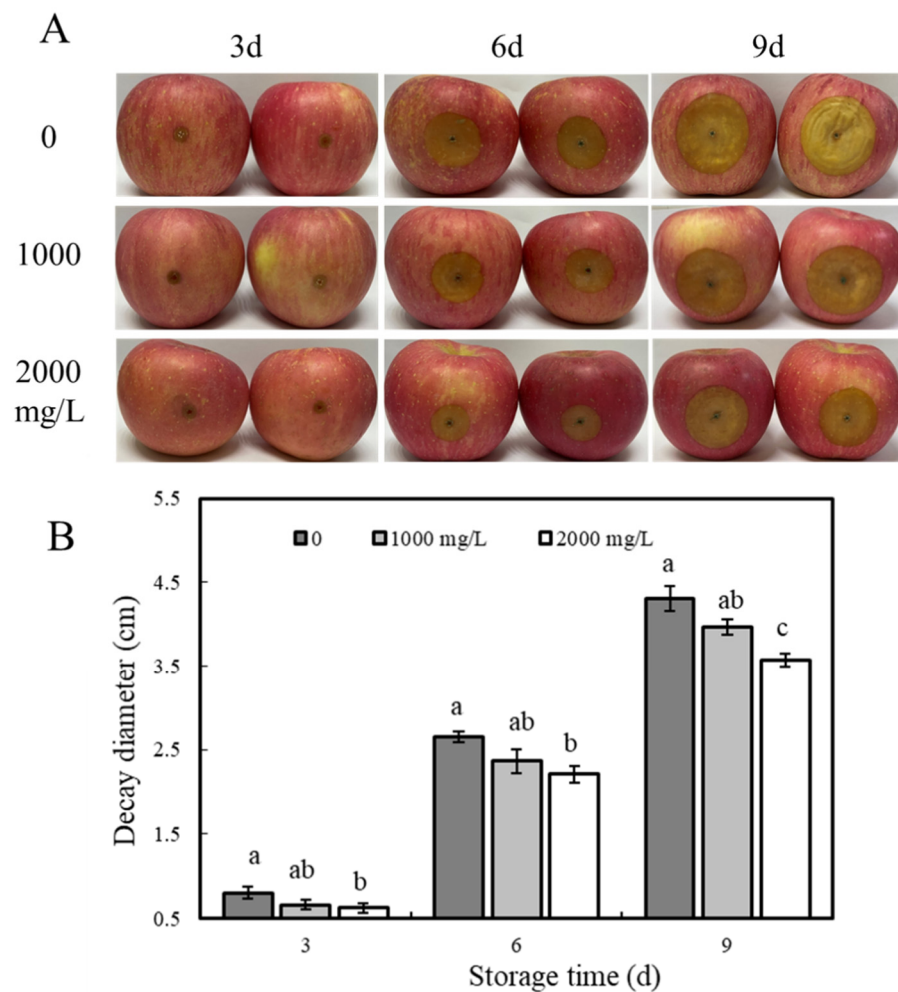 A
3d 6d 9d
0
1000
2000
mg/L
B
5.5
4.5
3.5
2.5
1.5
0.5
Decay diameter (cm)
0 1000 mg/L 2000 mg/L
a ab b
a ab b
a ab c
3 6 9
Storage time (d)